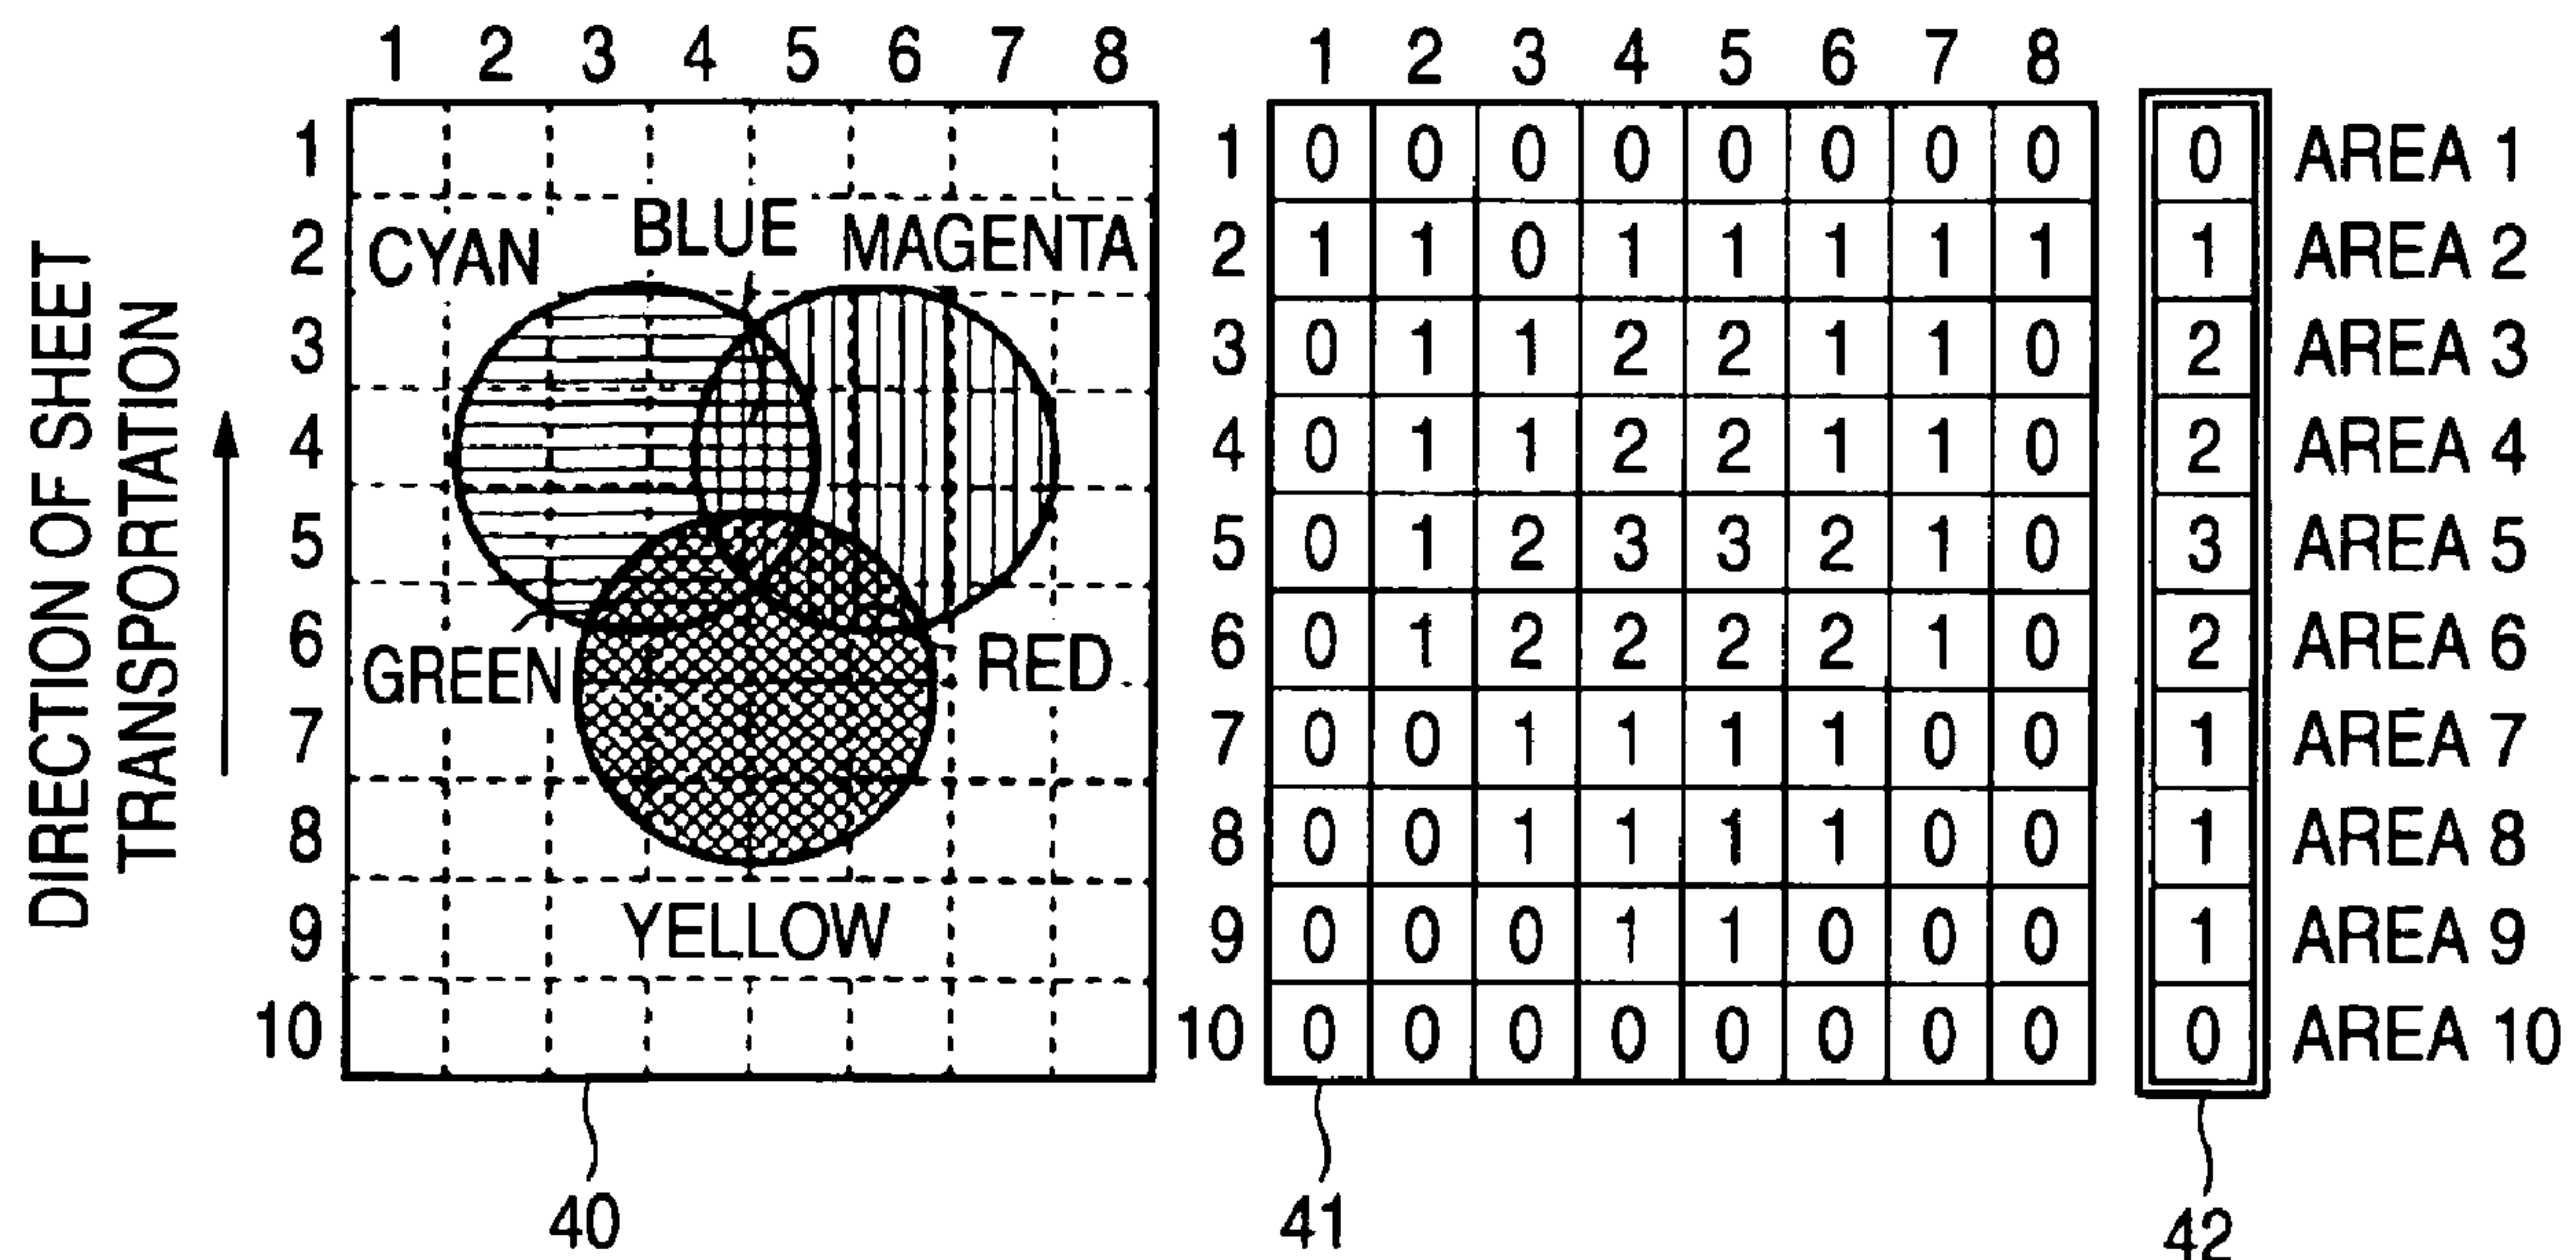 DIRECTION OF SHEET
TRANSPORTATION
1 2 3 4 5 6 7 8
1
2
3
4
5
6
7
8
9
10
CYAN
BLUE
MAGENTA
GREEN
RED
YELLOW
40
1 2 3 4 5 6 7 8
1 0 0 0 0 0 0 0 0
2 1 1 0 1 1 1 1 1
3 0 1 1 2 2 1 1 0
4 0 1 1 2 2 1 1 0
5 0 1 2 3 3 2 1 0
6 0 1 2 2 2 2 1 0
7 0 0 1 1 1 1 0 0
8 0 0 1 1 1 1 0 0
9 0 0 0 1 1 0 0 0
10 0 0 0 0 0 0 0 0
41
0 AREA 1
1 AREA 2
2 AREA 3
2 AREA 4
3 AREA 5
2 AREA 6
1 AREA 7
1 AREA 8
1 AREA 9
0 AREA 10
42